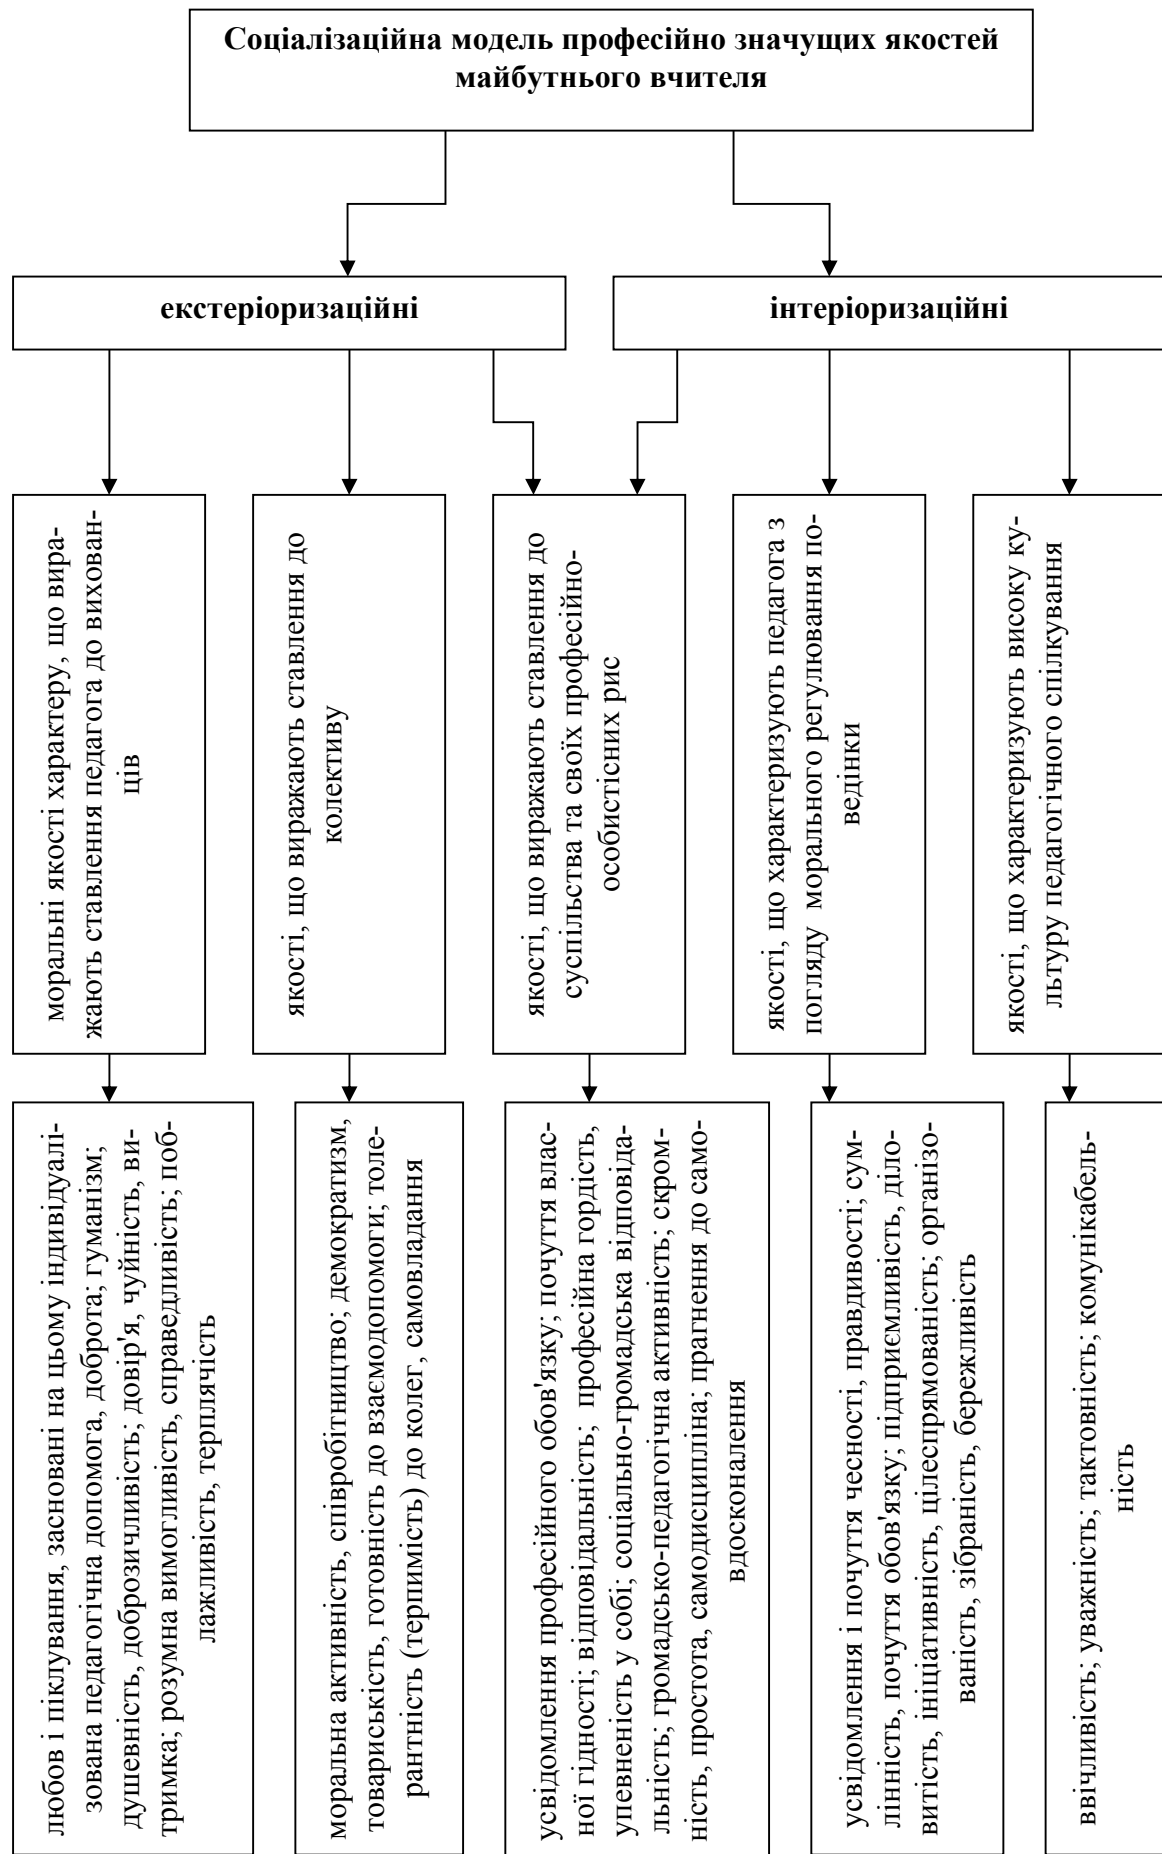 Соціалізаційна модель професійно значущих якостей
майбутнього вчителя
екстеріоризаційні
інтеріоризаційні
моральні якості характеру, що вира-
жають ставлення педагога до вихован-
ців
якості, що виражають ставлення до
колективу
якості, що виражають ставлення до
суспільства та своїх професійно-
особистісних рис
якості, що характеризують педагога з
погляду морального регулювання по-
ведінки
якості, що характеризують високу ку-
льтуру педагогічного спілкування
любов і піклування, засновані на цьому індивідуалі-
зована педагогічна допомога, доброта; гуманізм;
душевність, доброзичливість; довір'я, чуйність, ви-
тримка; розумна вимогливість, справедливість; поб-
лажливість, терплячість
моральна активність, співробітництво; демократизм,
товариськість, готовність до взаємодопомоги; толе-
рантність (терпимість) до колег, самовладання
усвідомлення професійного обов'язку; почуття влас-
ної гідності; відповідальність; професійна гордість,
упевненість у собі; соціально-громадська відповіда-
льність; громадсько-педагогічна активність; скром-
ність, простота, самодисципліна; прагнення до само-
вдосконалення
усвідомлення і почуття чесності, правдивості; сум-
лінність, почуття обов'язку; підприємливість, діло-
витість, ініціативність, цілеспрямованість; організо-
ваність, зібраність, бережливість
ввічливість; уважність; тактовність; комунікабель-
ність